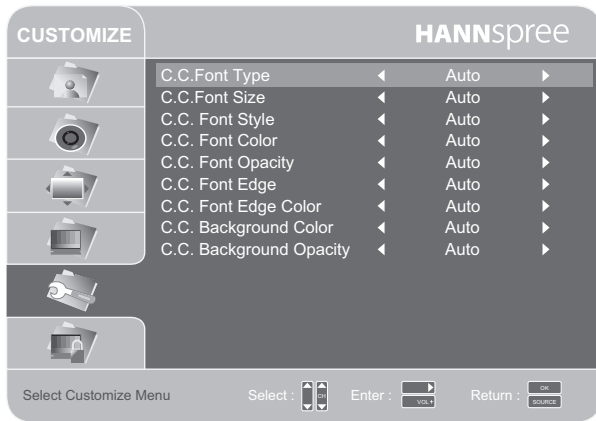 CUSTOMIZE
HANNspree
C.C.Font Type Auto
C.C.Font Size Auto
C.C. Font Style Auto
C.C. Font Color Auto
C.C. Font Opacity Auto
C.C. Font Edge Auto
C.C. Font Edge Color Auto
C.C. Background Color Auto
C.C. Background Opacity Auto
Select Customize Menu Select : CH Enter : VOL+ Return : OK SOURCE